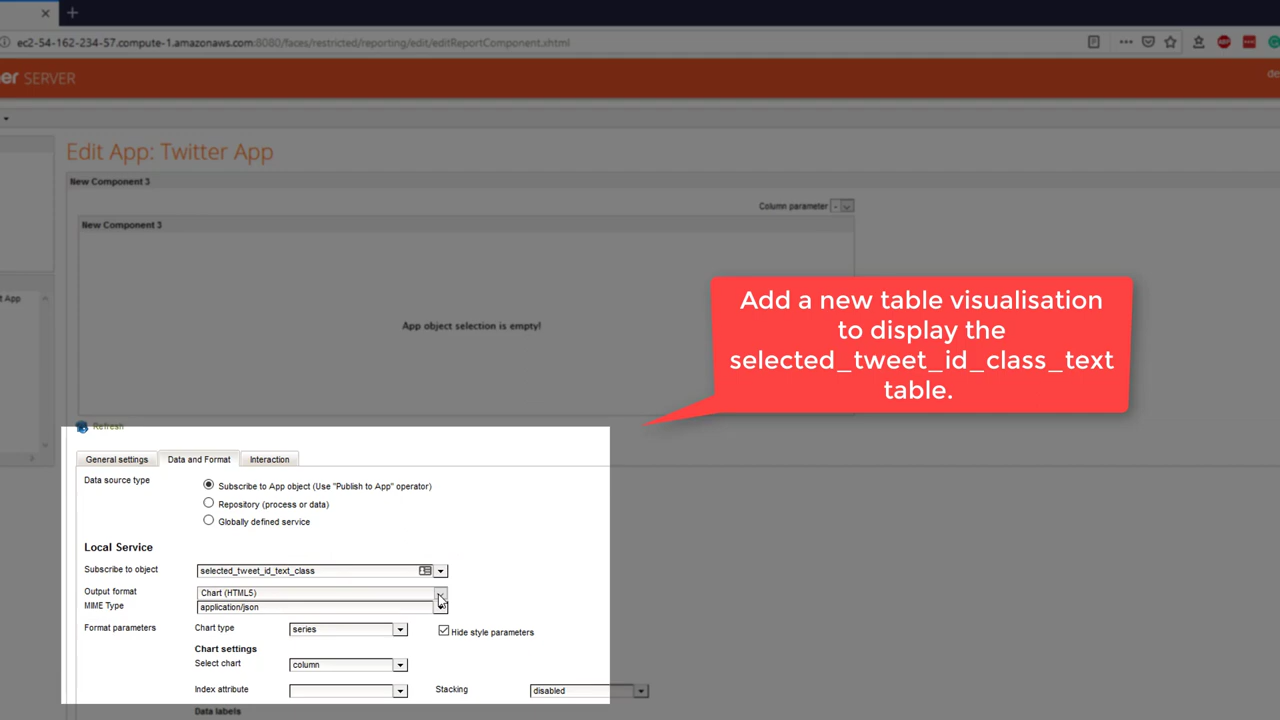 ec2-54-162-234-57.compute-1.amazonaws.com:8080/faces/restricted/reporting/edit/editReportComponent.xhtml
er SERVER
de
Edit App: Twitter App
New Component 3
Column parameter -
New Component 3
t App
App object selection is empty!
Add a new table visualisation
to display the
selected_tweet_id_class_text
table.
Refresh
General settings Data and Format Interaction
Data source type
Subscribe to App object (Use "Publish to App" operator)
Repository (process or data)
Globally defined service
Local Service
Subscribe to object selected_tweet_id_text_class
Output format Chart (HTML5)
MIME Type application/json
Format parameters Chart type series Hide style parameters
Chart settings
Select chart column
Index attribute Stacking disabled
Data labels